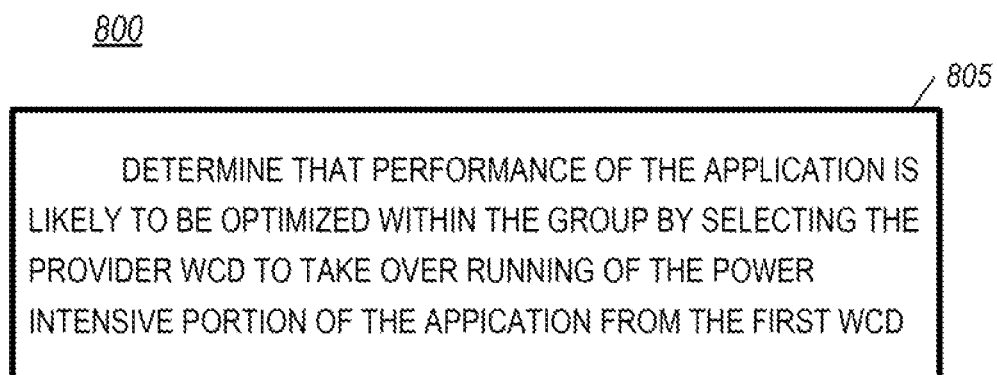 800
805
DETERMINE THAT PERFORMANCE OF THE APPLICATION IS
LIKELY TO BE OPTIMIZED WITHIN THE GROUP BY SELECTING THE
PROVIDER WCD TO TAKE OVER RUNNING OF THE POWER
INTENSIVE PORTION OF THE APPICATION FROM THE FIRST WCD